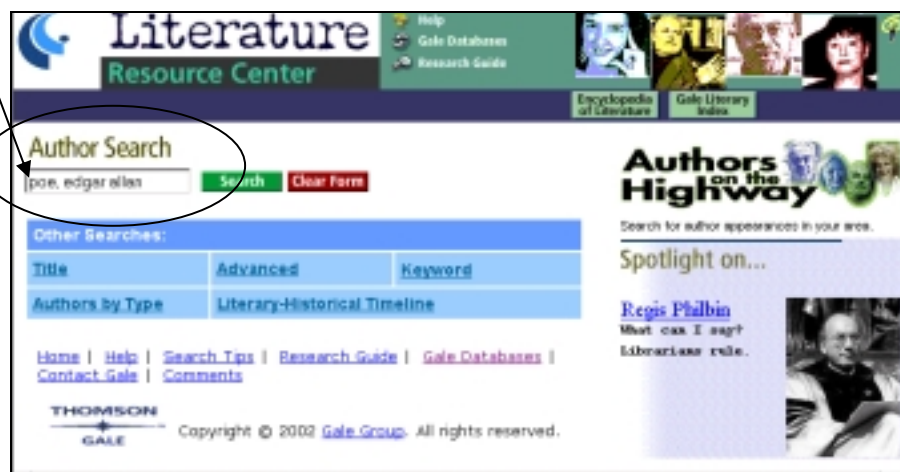 Literature
Resource Center
Help
Gale Databases
Research Guide
Encyclopedia of Literature
Gale Literary Index
Author Search
poe, edgar allan
Search
Clear Form
Other Searches:
Title
Advanced
Keyword
Authors by Type
Literary-Historical Timeline
Home | Help | Search Tips | Research Guide | Gale Databases |
Contact Gale | Comments
THOMSON
GALE
Copyright © 2002 Gale Group. All rights reserved.
Authors
on the
Highway
Search for author appearances in your area.
Spotlight on...
Regis Philbin
What can I say?
Librarians rule.